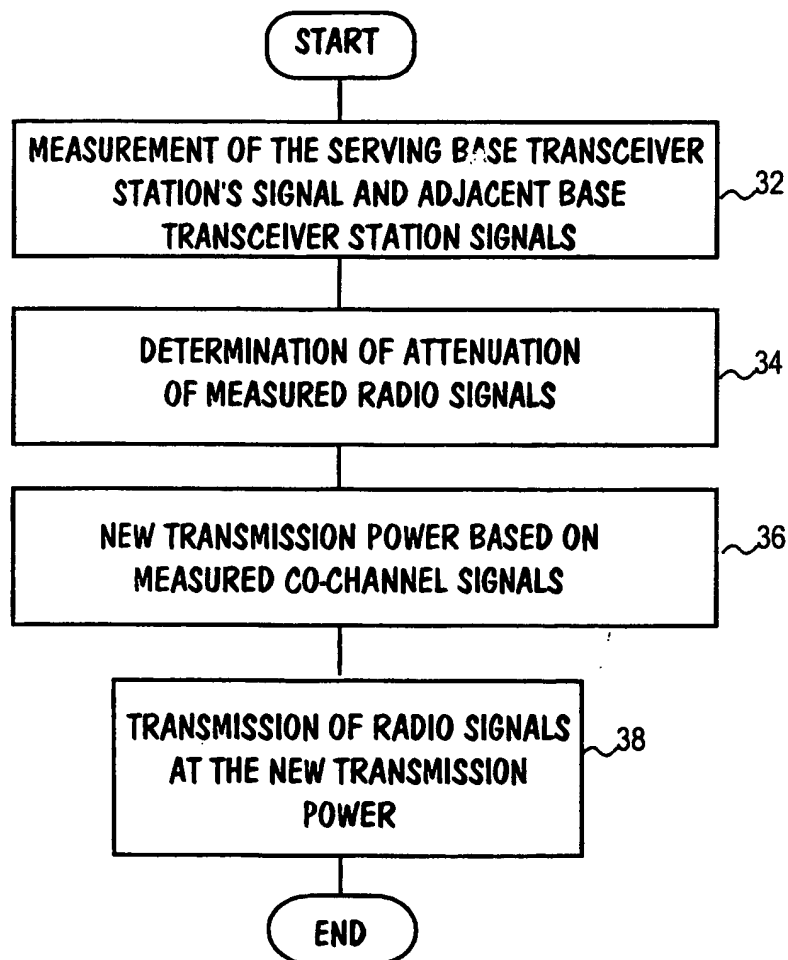 START
MEASUREMENT OF THE SERVING BASE TRANSCEIVER
STATION'S SIGNAL AND ADJACENT BASE
TRANSCEIVER STATION SIGNALS
32
DETERMINATION OF ATTENUATION
OF MEASURED RADIO SIGNALS
34
NEW TRANSMISSION POWER BASED ON
MEASURED CO-CHANNEL SIGNALS
36
TRANSMISSION OF RADIO SIGNALS
AT THE NEW TRANSMISSION
POWER
38
END